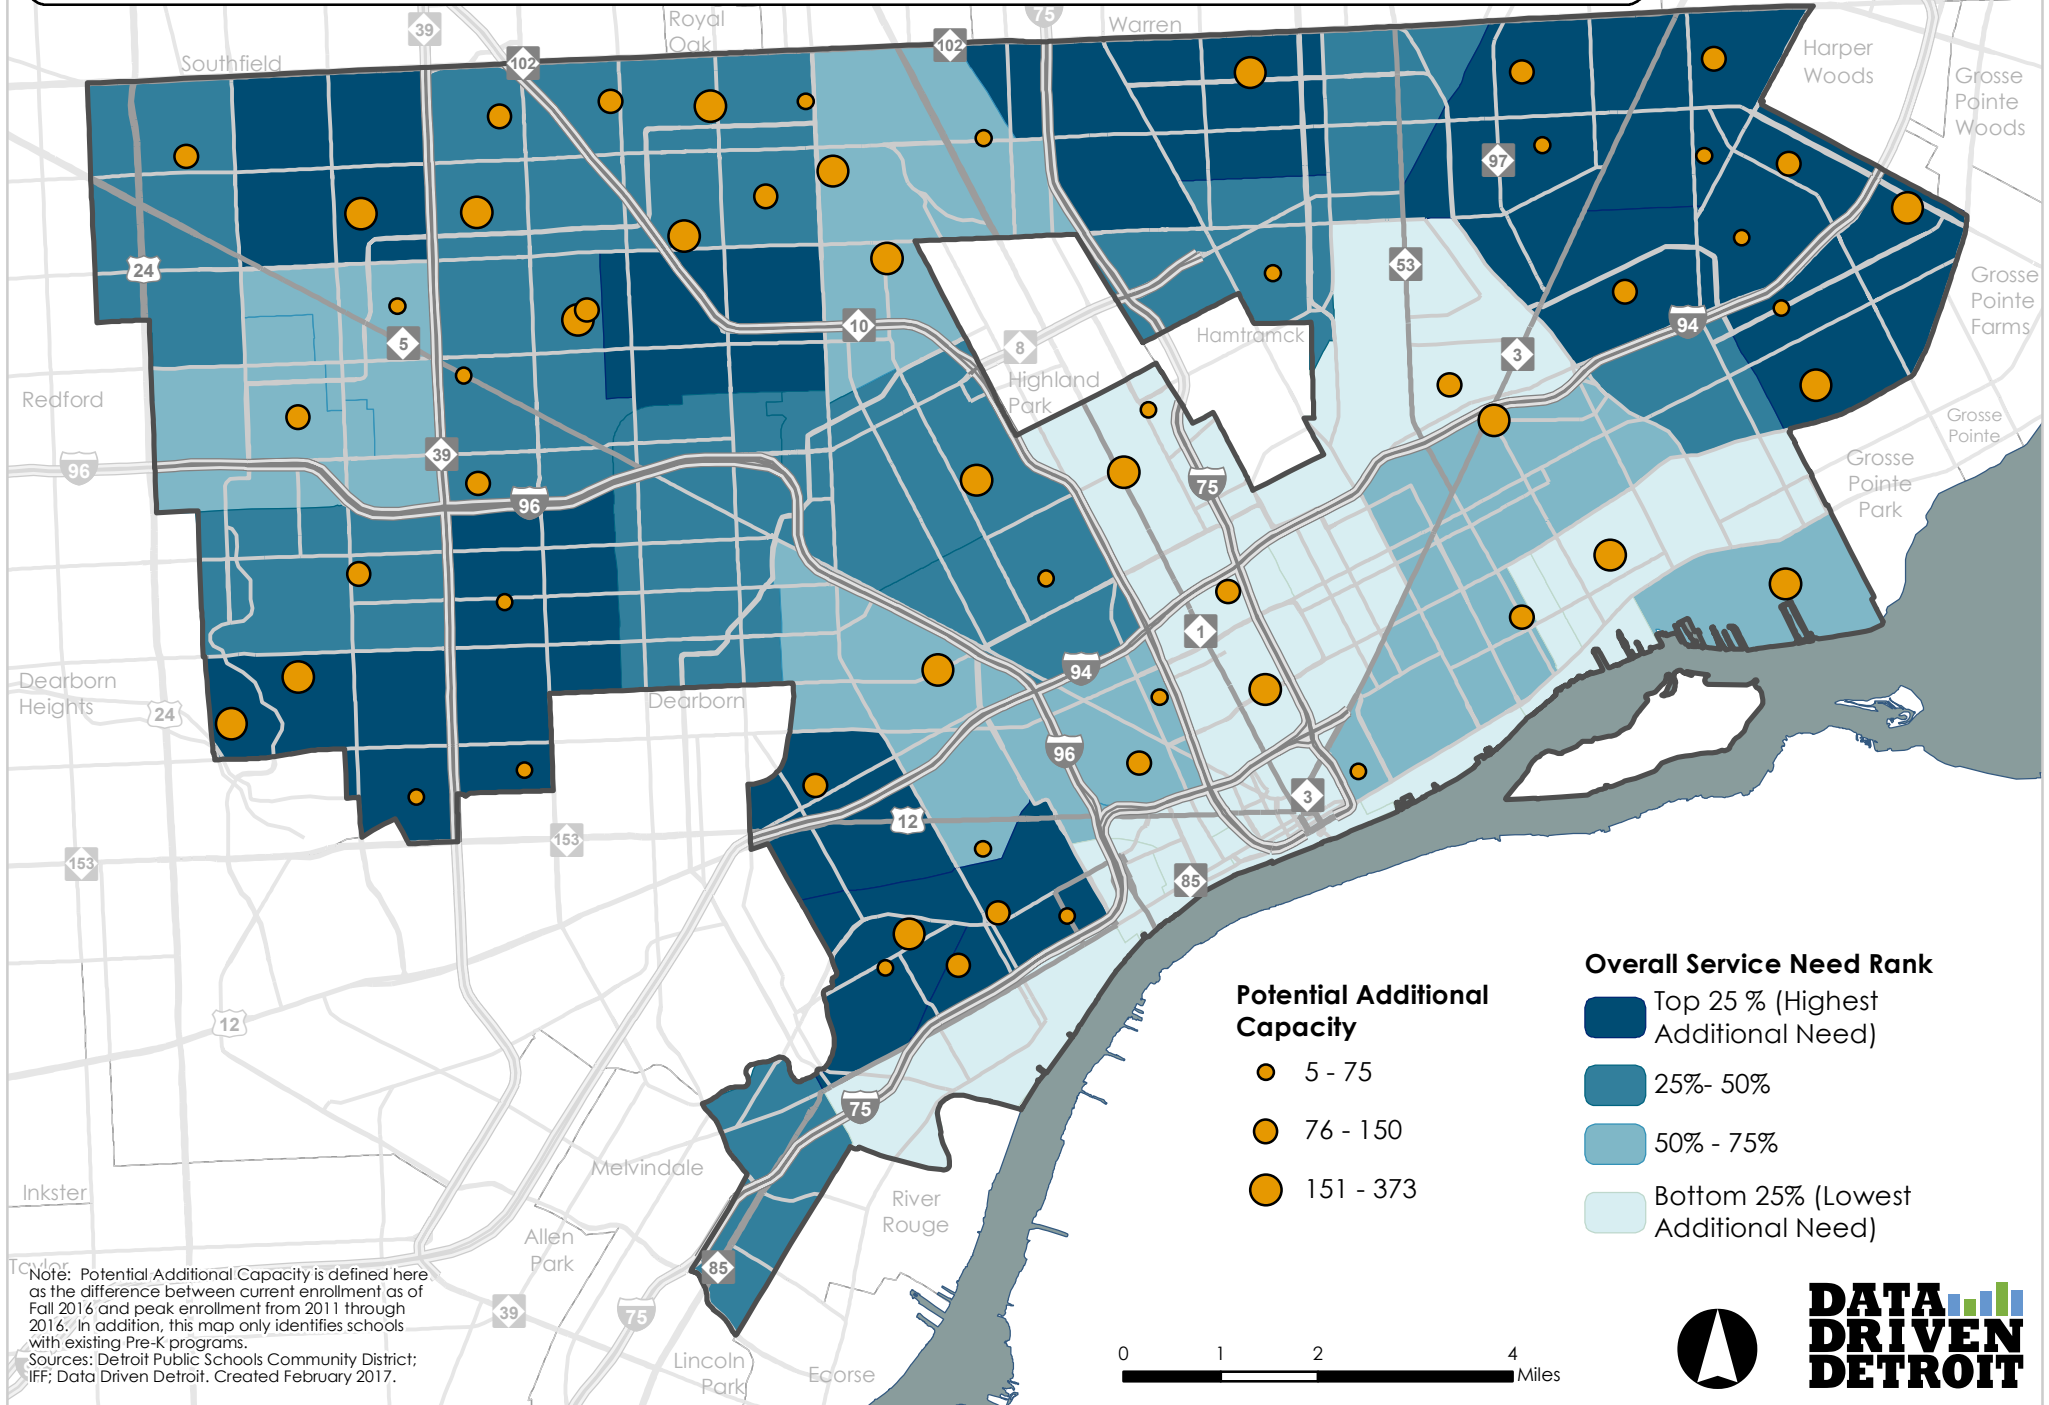 39
Royal
Oak
75
Warren
102
102
Southfield
Harper
Woods
Grosse
Pointe
Woods
97
24
53
Grosse
Pointe
Farms
5
10
8
Hamtramck
3
94
Redford
Highland
Park
Grosse
Pointe
96
39
96
75
Grosse
Pointe
Park
1
94
Dearborn
Heights
24
Dearborn
96
3
12
153
153
85
12
75
Melvindale
Inkster
River
Rouge
Allen
Park
85
Taylor
39
75
Lincoln
Park
Ecorse
Potential Additional
Capacity
5 - 75
76 - 150
151 - 373
Overall Service Need Rank
Top 25 % (Highest
Additional Need)
25%- 50%
50% - 75%
Bottom 25% (Lowest
Additional Need)
Note: Potential Additional Capacity is defined here
as the difference between current enrollment as of
Fall 2016 and peak enrollment from 2011 through
2016. In addition, this map only identifies schools
with existing Pre-K programs.
Sources: Detroit Public Schools Community District;
IFF; Data Driven Detroit. Created February 2017.
0 1 2 4
Miles
DATA
DRIVEN
DETROIT